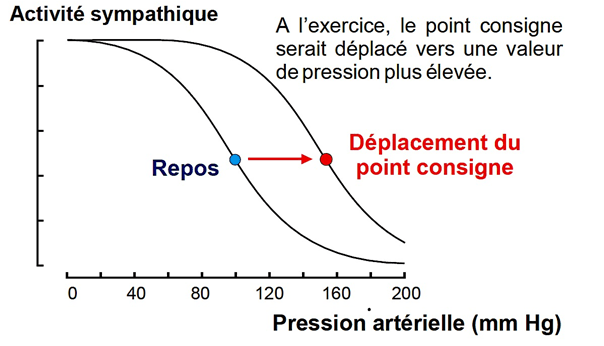 Activité sympathique
A l’exercice, le point consigne
serait déplacé vers une valeur
de pression plus élevée.
Repos
Déplacement du
point consigne
0 40 80 120 160 200
Pression artérielle (mm Hg)